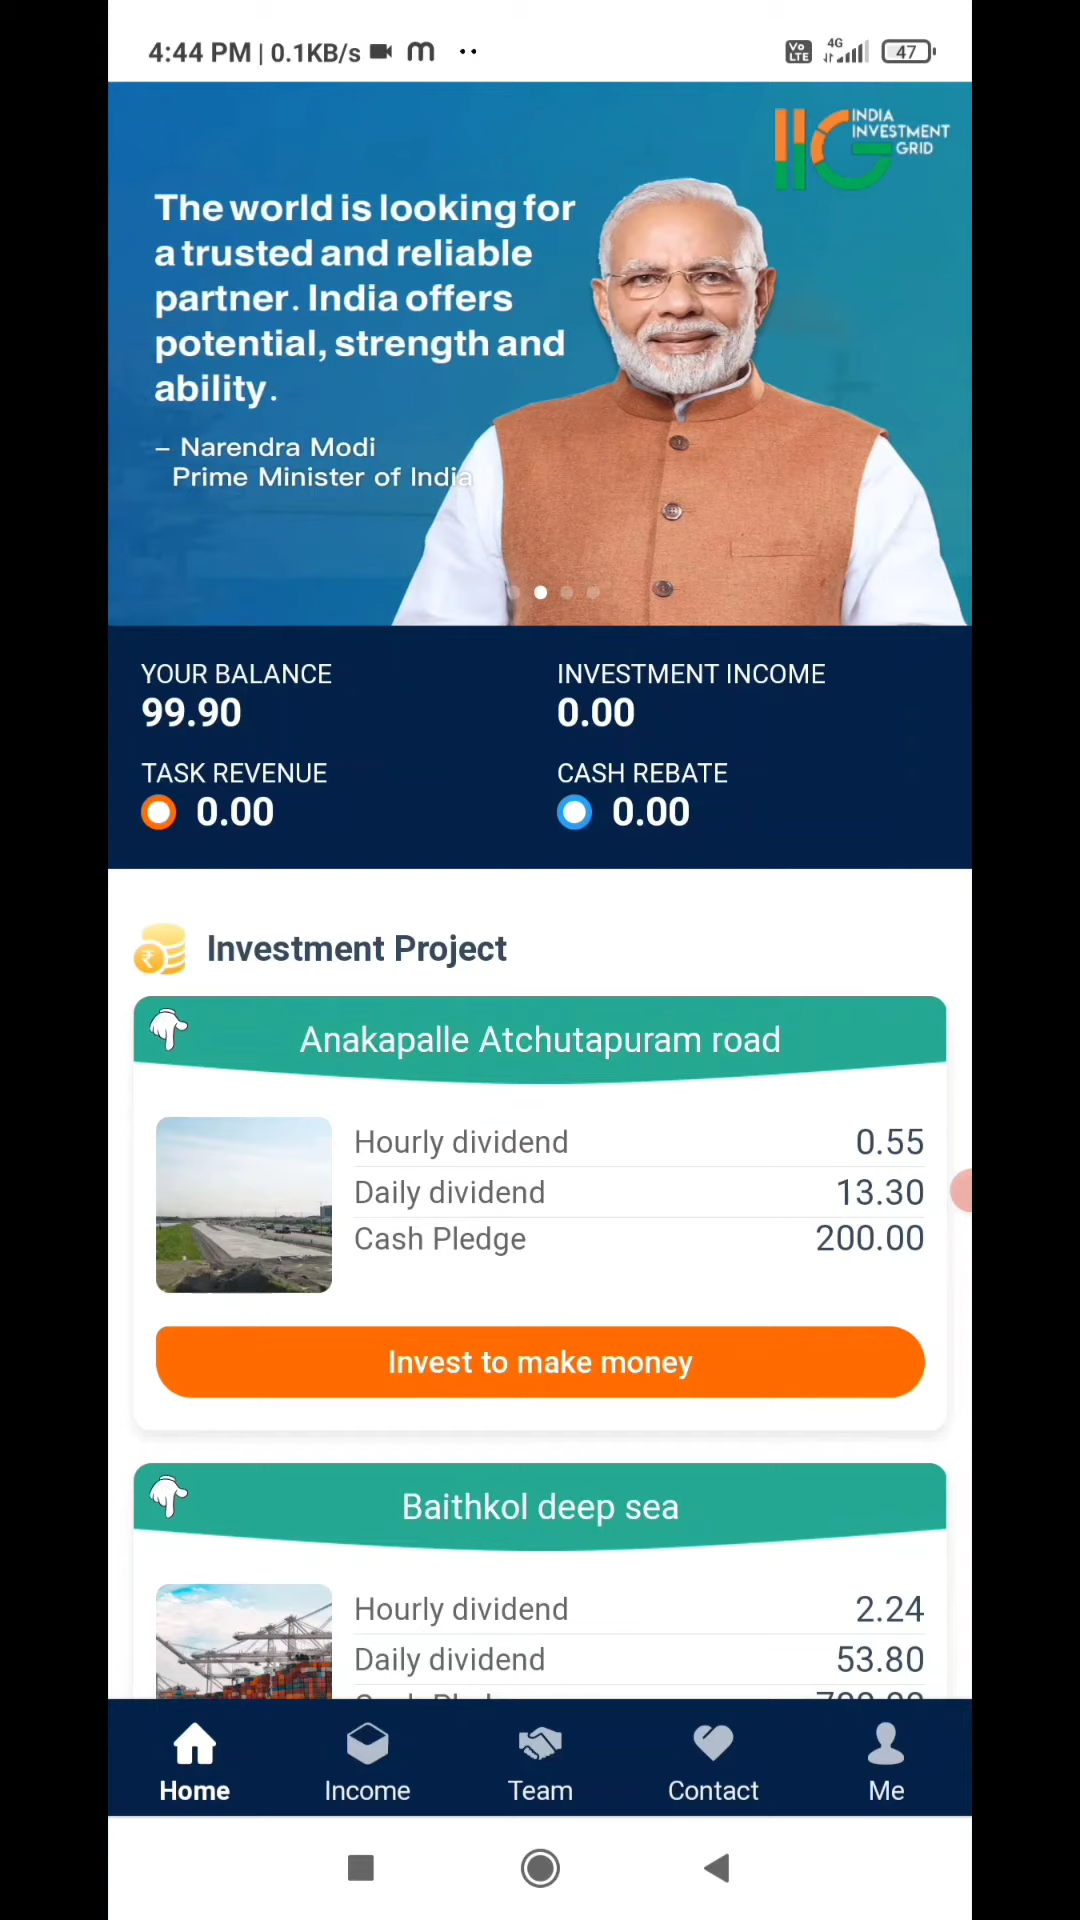 4:44 PM | 0.1KB/s
Vo LTE
4G
47
INDIA
INVESTMENT
GRID
The world is looking for
a trusted and reliable
partner. India offers
potential, strength and
ability.
– Narendra Modi
Prime Minister of India
YOUR BALANCE
99.90
INVESTMENT INCOME
0.00
TASK REVENUE
0.00
CASH REBATE
0.00
Investment Project
Anakapalle Atchutapuram road
Hourly dividend 0.55
Daily dividend 13.30
Cash Pledge 200.00
Invest to make money
Baithkol deep sea
Hourly dividend 2.24
Daily dividend 53.80
Home
Income
Team
Contact
Me